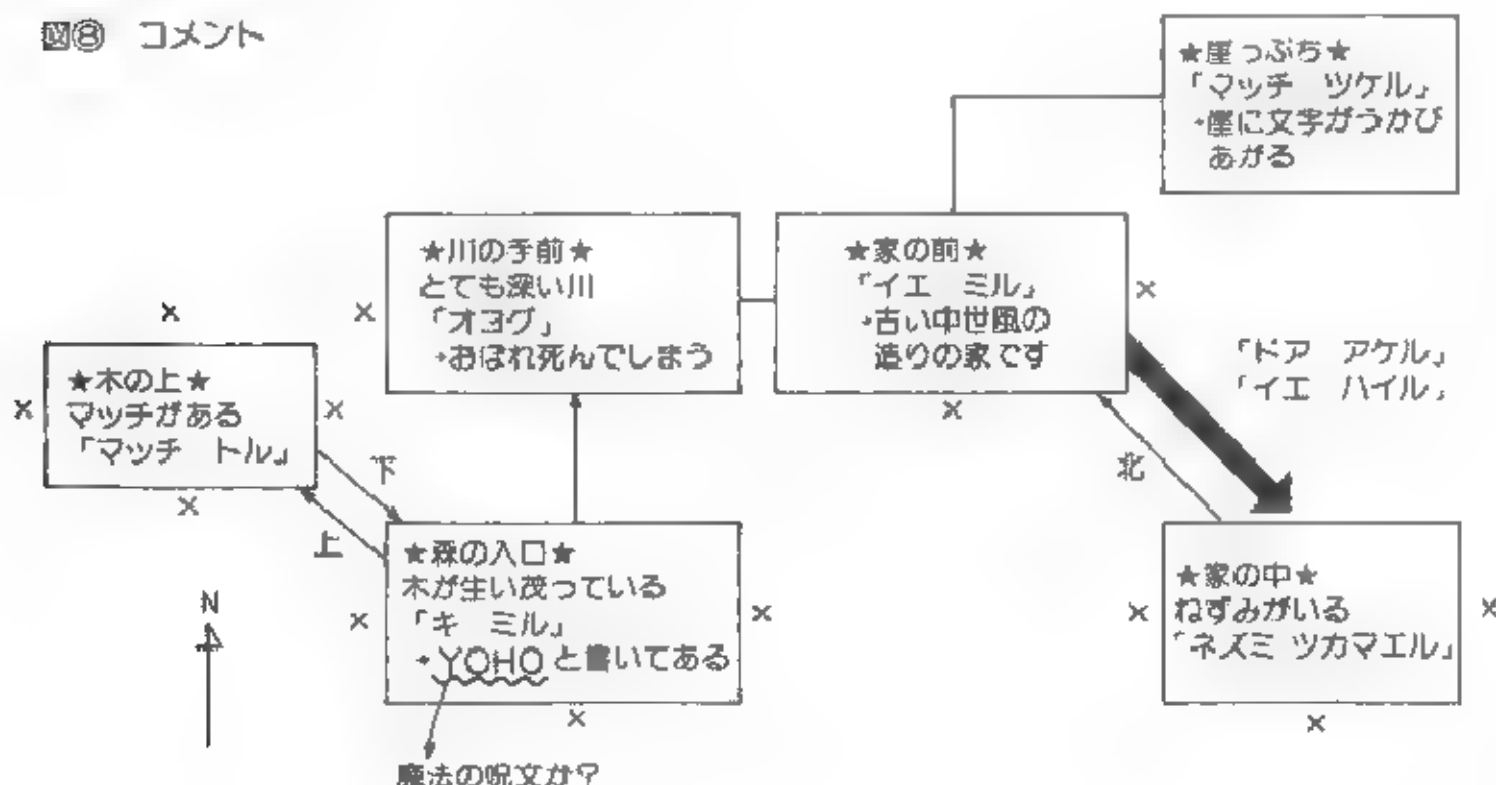 図⑧ コメント
★崖っぷち★
「マッチ ツケル」
→崖に文字がうかび
あがる
★川の手前★
とても深い川
「オヨグ」
→おぼれ死んでしまう
★家の前★
「イエ ミル」
→古い中世風の
造りの家です
「ドア アケル」
「イエ ハイル」
★木の上★
マッチがある
「マッチ トル」
下
上
北
★森の入口★
木が生い茂っている
「キ ミル」
→YOHOと書いてある
魔法の呪文か?
★家の中★
ねずみがいる
「ネズミ ツカマエル」
N